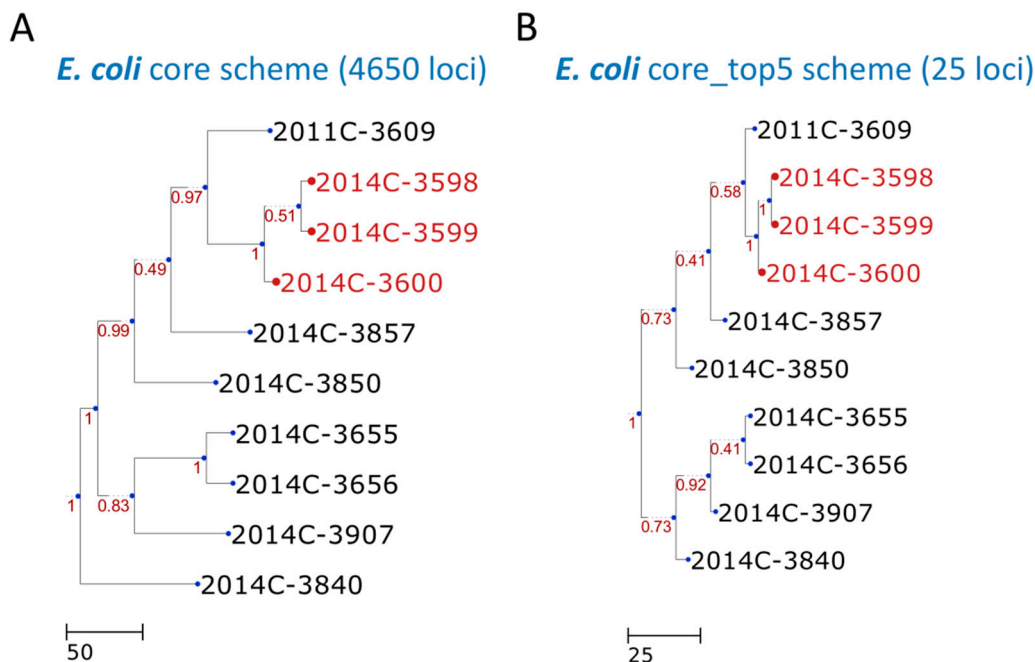 A
E. coli core scheme (4650 loci)
2011C-3609
2014C-3598
0.97
2014C-3599
0.51
1
2014C-3600
0.49
2014C-3857
0.99
2014C-3850
1
2014C-3655
1
2014C-3656
0.83
1
2014C-3907
2014C-3840
50
B
E. coli core_top5 scheme (25 loci)
2011C-3609
2014C-3598
0.58
1
2014C-3599
1
0.41
2014C-3600
0.73
2014C-3857
2014C-3850
1
2014C-3655
0.41
2014C-3656
0.92
2014C-3907
0.73
2014C-3840
25